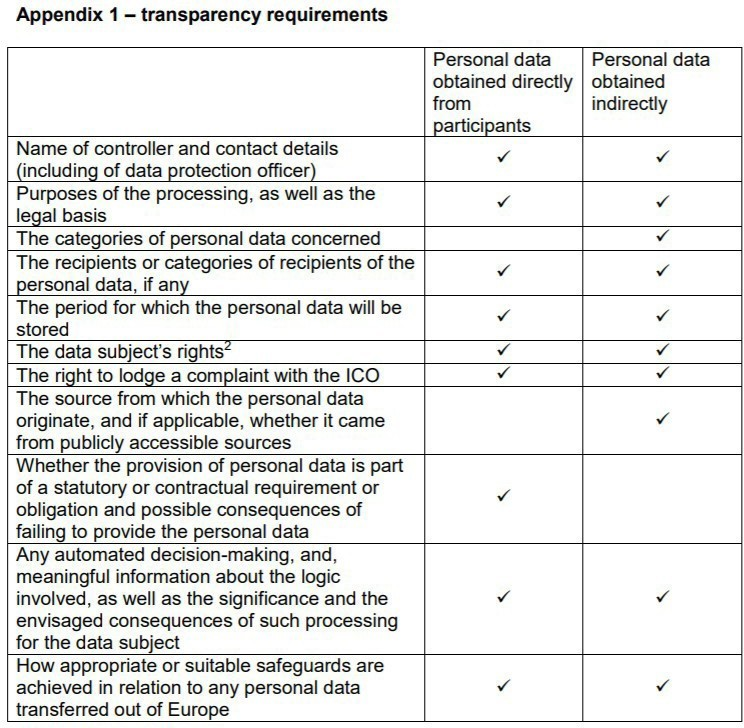 Appendix 1 – transparency requirements
Personal data
obtained directly
from
participants
Personal data
obtained
indirectly
Name of controller and contact details
(including of data protection officer)
✓ ✓
Purposes of the processing, as well as the
legal basis
✓ ✓
The categories of personal data concerned
✓
The recipients or categories of recipients of the
personal data, if any
✓ ✓
The period for which the personal data will be
stored
✓ ✓
The data subject’s rights²
✓ ✓
The right to lodge a complaint with the ICO
✓ ✓
The source from which the personal data
originate, and if applicable, whether it came
from publicly accessible sources
✓
Whether the provision of personal data is part
of a statutory or contractual requirement or
obligation and possible consequences of
failing to provide the personal data
✓
Any automated decision-making, and,
meaningful information about the logic
involved, as well as the significance and the
envisaged consequences of such processing
for the data subject
✓ ✓
How appropriate or suitable safeguards are
achieved in relation to any personal data
transferred out of Europe
✓ ✓